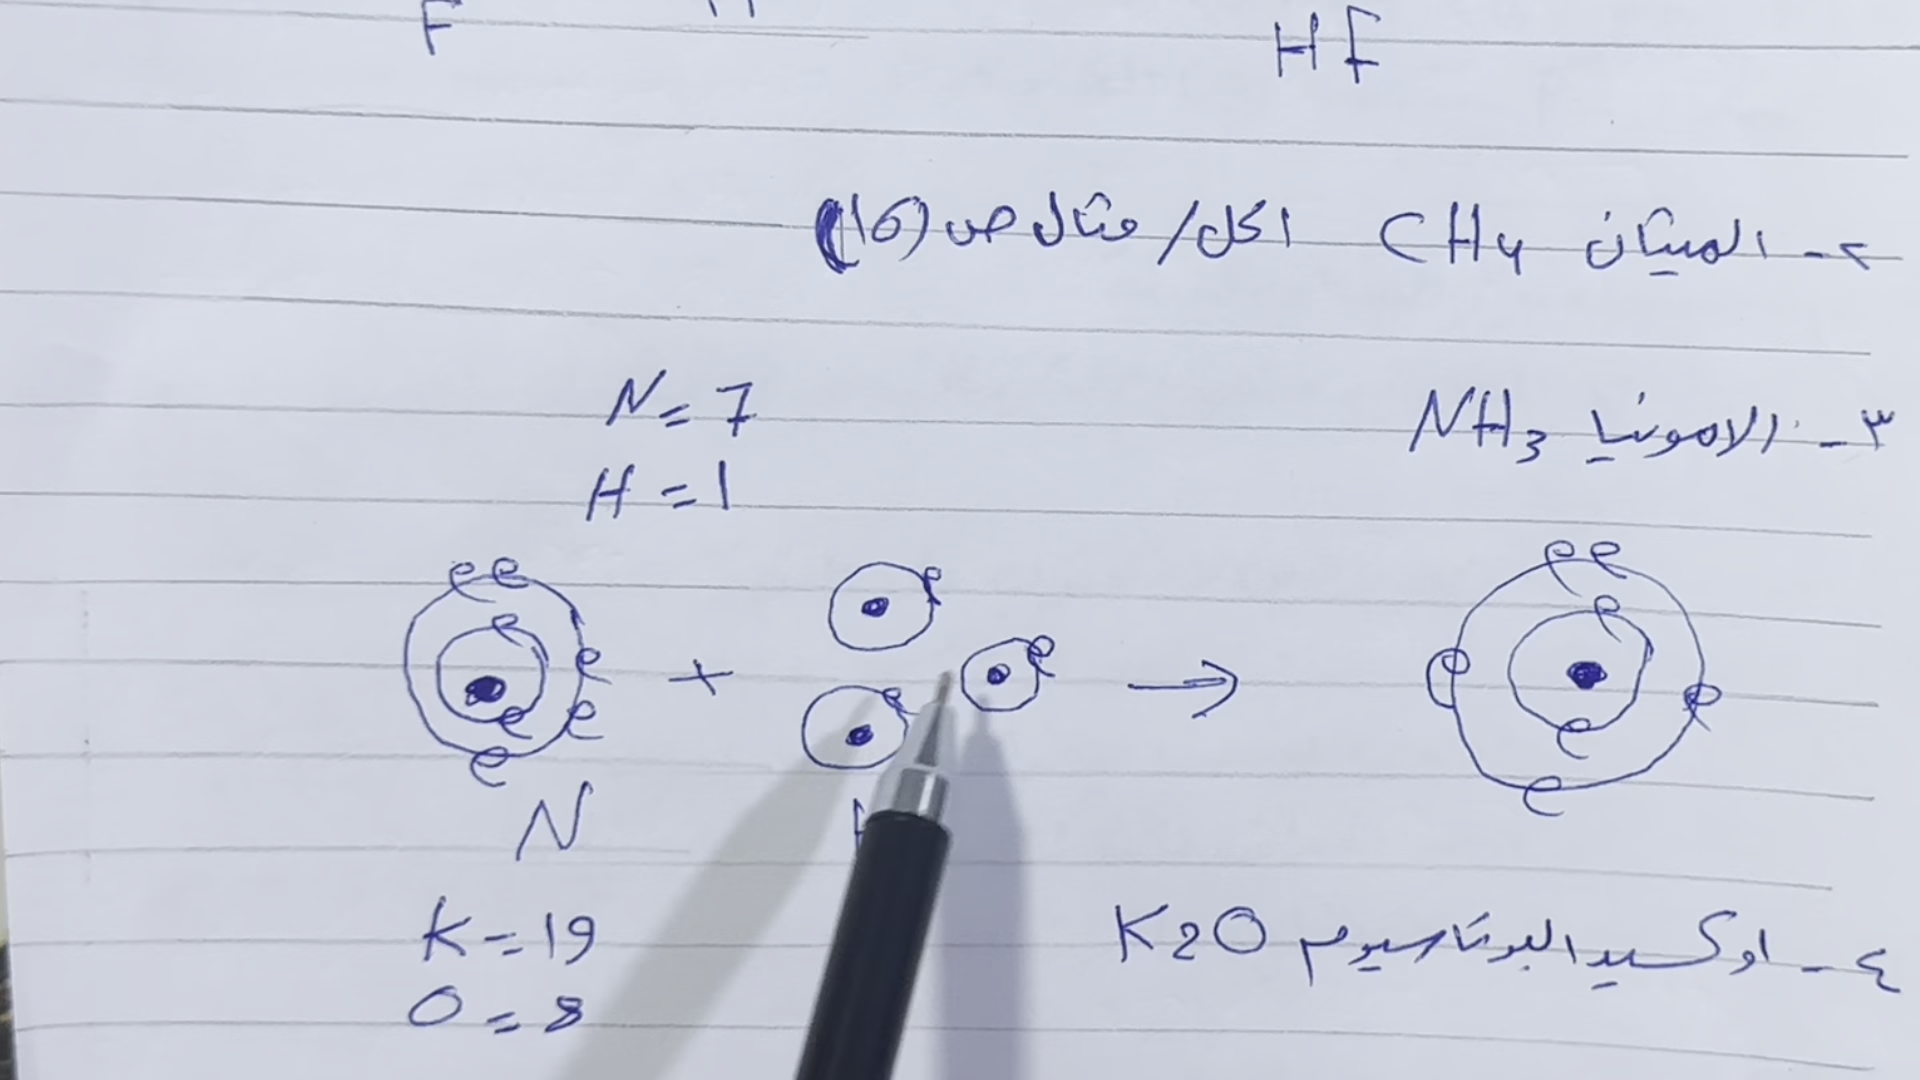 HF F
٢ - الميثان CH4 الحل / مثال ص (16)
٣ - الامونيا NH3 N = 7
H = 1
e e e e e e e + e e e → e e e e e e e
N
٤ - اوكسيد البوتاسيوم K2O K = 19
O = 8